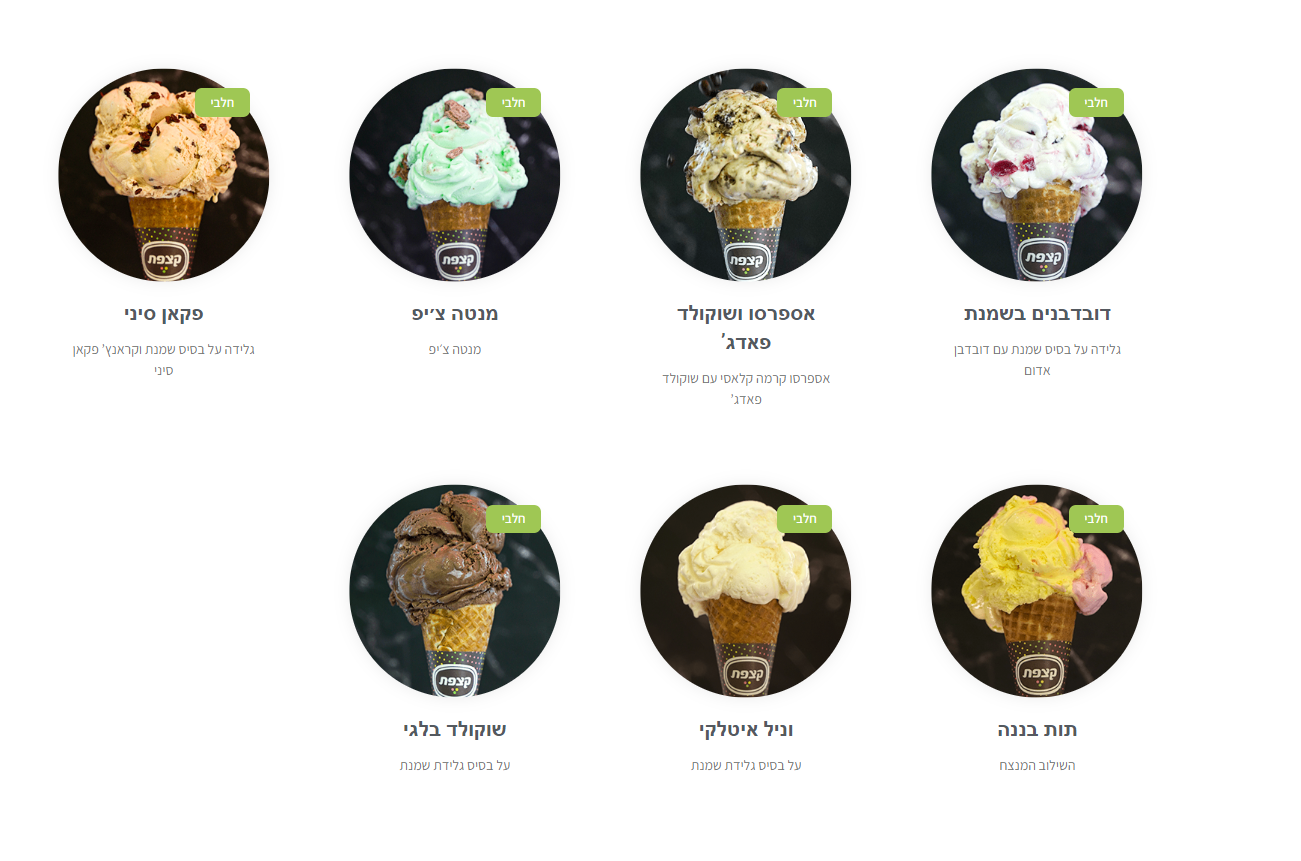 חלבי
קצפת
דובדבנים בשמנת
גלידה על בסיס שמנת עם דובדבן
אדום
חלבי
קצפת
אספרסו ושוקולד
פאדג'
אספרסו קרמה קלאסי עם שוקולד
פאדג'
חלבי
קצפת
מנטה צ׳יפ
מנטה צ׳יפ
חלבי
קצפת
פקאן סיני
גלידה על בסיס שמנת וקראנץ' פקאן
סיני
חלבי
קצפת
תות בננה
השילוב המנצח
חלבי
קצפת
וניל איטלקי
על בסיס גלידת שמנת
חלבי
קצפת
שוקולד בלגי
על בסיס גלידת שמנת